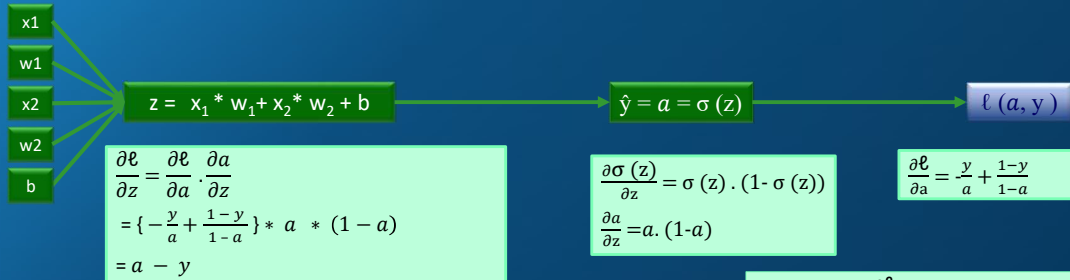 x1
w1
x2
w2
b
z = x₁ * w₁+ x₂* w₂ + b
ŷ = a = σ (z)
ℓ (a, y )
∂ℓ/∂z = ∂ℓ/∂a . ∂a/∂z
= {− y/a + 1−y/1−a } ∗ a ∗ (1 − a)
= a − y
∂σ (z)/∂z = σ (z) . (1- σ (z))
∂a/∂z =a. (1-a)
∂ℓ/∂a = - y/a + 1−y/1−a